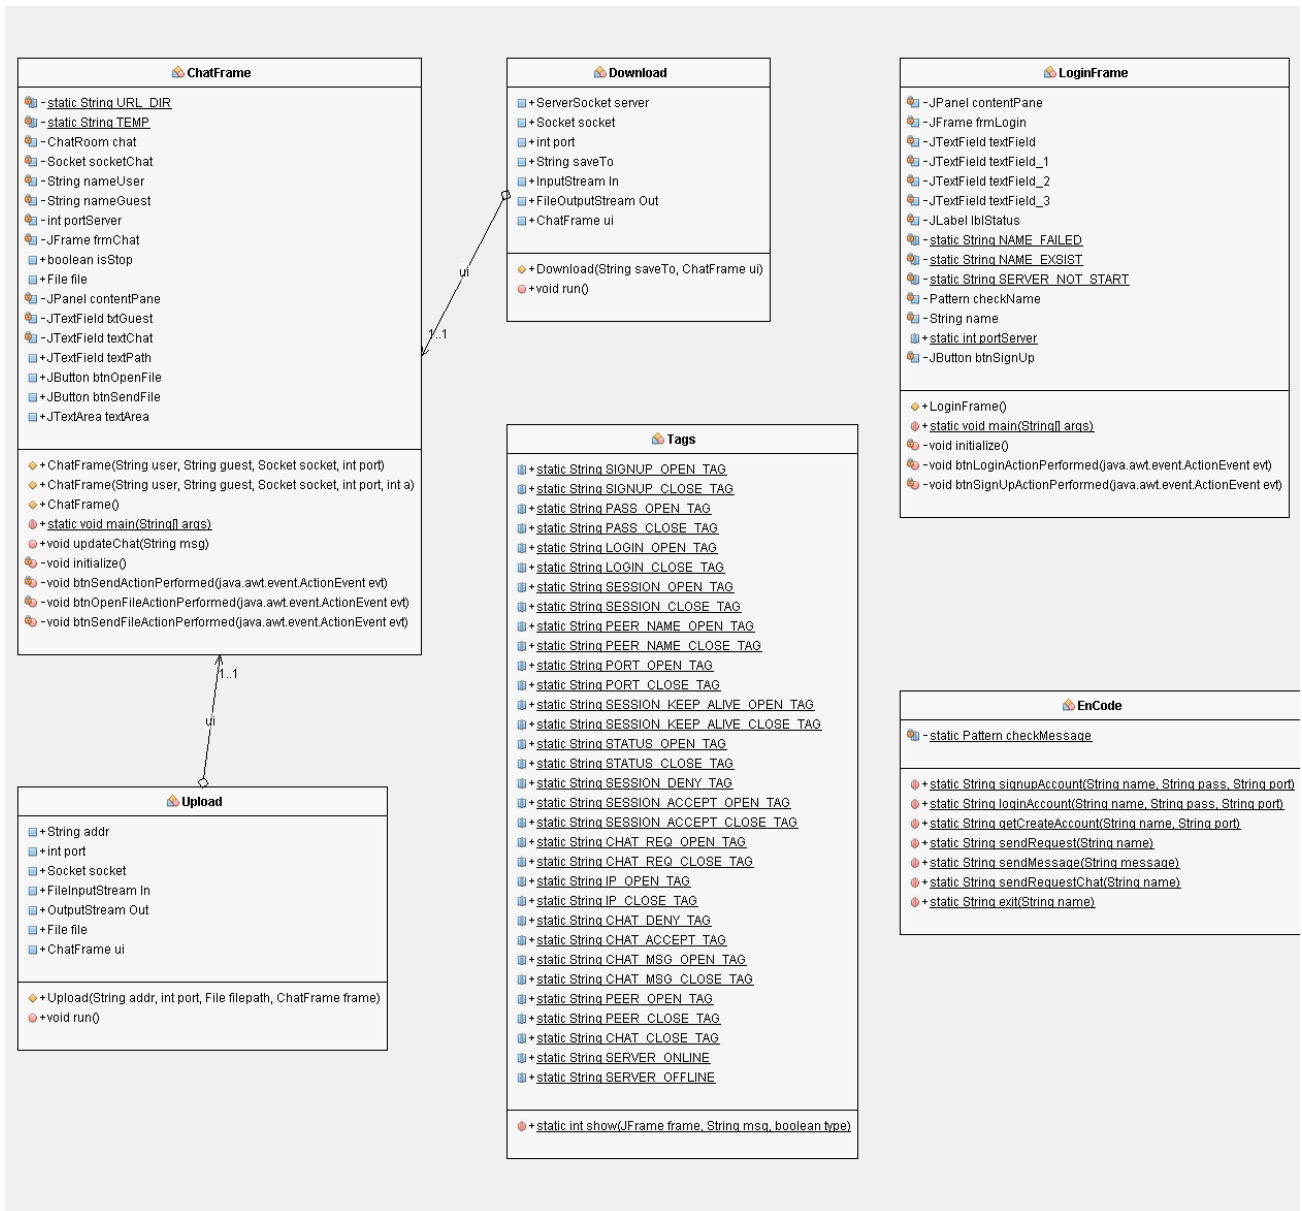 ChatFrame
-static String URL_DIR
-static String TEMP
-ChatRoom chat
-Socket socketChat
-String nameUser
-String nameGuest
-int portServer
-JFrame frmChat
+boolean isStop
+File file
-JPanel contentPane
-JTextField txtGuest
-JTextField textChat
+JTextField textPath
+JButton btnOpenFile
+JButton btnSendFile
+JTextArea textArea
+ChatFrame(String user, String guest, Socket socket, int port)
+ChatFrame(String user, String guest, Socket socket, int port, int a)
+ChatFrame()
+static void main(String[] args)
+void updateChat(String msg)
-void initialize()
-void btnSendActionPerformed(java.awt.event.ActionEvent evt)
-void btnOpenFileActionPerformed(java.awt.event.ActionEvent evt)
-void btnSendFileActionPerformed(java.awt.event.ActionEvent evt)
1..1
ui
Upload
+String addr
+int port
+Socket socket
+FileInputStream In
+OutputStream Out
+File file
+ChatFrame ui
+Upload(String addr, int port, File filepath, ChatFrame frame)
+void run()
ui
1..1
Download
+ServerSocket server
+Socket socket
+int port
+String saveTo
+InputStream In
+FileOutputStream Out
+ChatFrame ui
+Download(String saveTo, ChatFrame ui)
+void run()
Tags
+static String SIGNUP_OPEN_TAG
+static String SIGNUP_CLOSE_TAG
+static String PASS_OPEN_TAG
+static String PASS_CLOSE_TAG
+static String LOGIN_OPEN_TAG
+static String LOGIN_CLOSE_TAG
+static String SESSION_OPEN_TAG
+static String SESSION_CLOSE_TAG
+static String PEER_NAME_OPEN_TAG
+static String PEER_NAME_CLOSE_TAG
+static String PORT_OPEN_TAG
+static String PORT_CLOSE_TAG
+static String SESSION_KEEP_ALIVE_OPEN_TAG
+static String SESSION_KEEP_ALIVE_CLOSE_TAG
+static String STATUS_OPEN_TAG
+static String STATUS_CLOSE_TAG
+static String SESSION_DENY_TAG
+static String SESSION_ACCEPT_OPEN_TAG
+static String SESSION_ACCEPT_CLOSE_TAG
+static String CHAT_REQ_OPEN_TAG
+static String CHAT_REQ_CLOSE_TAG
+static String IP_OPEN_TAG
+static String IP_CLOSE_TAG
+static String CHAT_DENY_TAG
+static String CHAT_ACCEPT_TAG
+static String CHAT_MSG_OPEN_TAG
+static String CHAT_MSG_CLOSE_TAG
+static String PEER_OPEN_TAG
+static String PEER_CLOSE_TAG
+static String CHAT_CLOSE_TAG
+static String SERVER_ONLINE
+static String SERVER_OFFLINE
+static int show(JFrame frame, String msg, boolean type)
LoginFrame
-JPanel contentPane
-JFrame frmLogin
-JTextField textField
-JTextField textField_1
-JTextField textField_2
-JTextField textField_3
-JLabel lblStatus
-static String NAME_FAILED
-static String NAME_EXSIST
-static String SERVER_NOT_START
-Pattern checkName
-String name
+static int portServer
-JButton btnSignUp
+LoginFrame()
+static void main(String[] args)
-void initialize()
-void btnLoginActionPerformed(java.awt.event.ActionEvent evt)
-void btnSignUpActionPerformed(java.awt.event.ActionEvent evt)
EnCode
-static Pattern checkMessage
+static String signupAccount(String name, String pass, String port)
+static String loginAccount(String name, String pass, String port)
+static String getCreateAccount(String name, String port)
+static String sendRequest(String name)
+static String sendMessage(String message)
+static String sendRequestChat(String name)
+static String exit(String name)